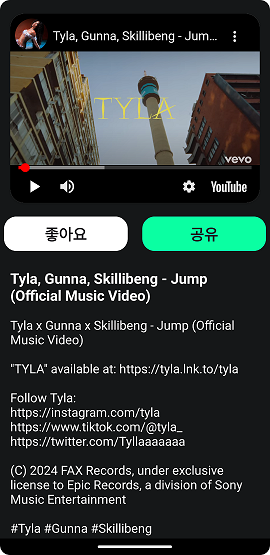 Tyla, Gunna, Skillibeng - Jum...
TYLA
vevo
YouTube
좋아요
공유
Tyla, Gunna, Skillibeng - Jump
(Official Music Video)
Tyla x Gunna x Skillibeng - Jump (Official
Music Video)
"TYLA" available at: https://tyla.lnk.to/tyla
Follow Tyla:
https://instagram.com/tyla
https://www.tiktok.com/@tyla_
https://twitter.com/Tyllaaaaaaa
(C) 2024 FAX Records, under exclusive
license to Epic Records, a division of Sony
Music Entertainment
#Tyla #Gunna #Skillibeng